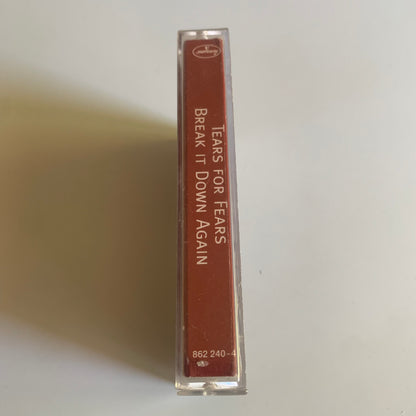 TEARS FOR FEARS
BREAK IT DOWN AGAIN
862 240-4